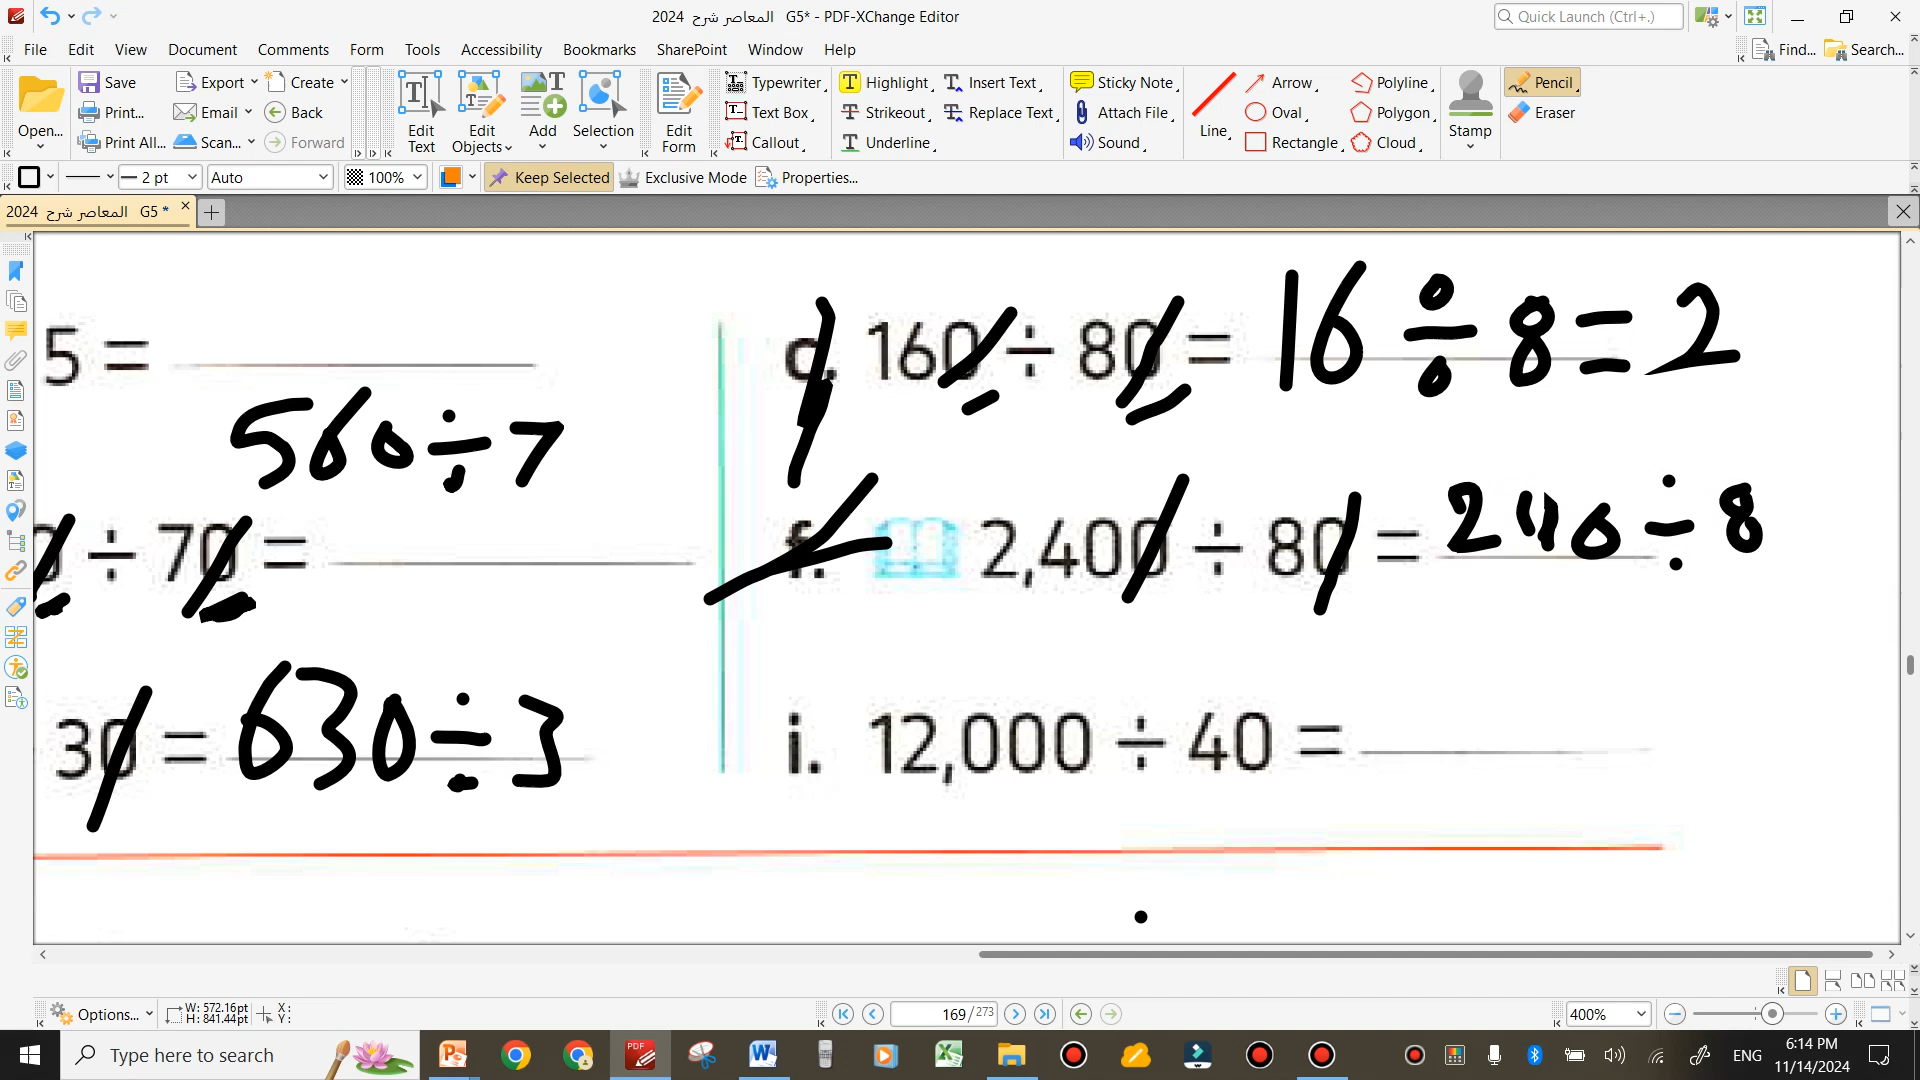 2024 المعاصر شرح G5* - PDF-XChange Editor
Quick Launch (Ctrl+.)
File Edit View Document Comments Form Tools Accessibility Bookmarks SharePoint Window Help
Find... Search...
Open...
Save Export Create
Print... Email Back
Print All... Scan... Forward
Edit Text
Edit Objects
Add
Selection
Edit Form
Typewriter Highlight Insert Text
Text Box Strikeout Replace Text
Callout Underline
Sticky Note
Attach File
Sound
Line
Arrow Polyline
Oval Polygon
Rectangle Cloud
Stamp
Pencil
Eraser
2 pt Auto 100% Keep Selected Exclusive Mode Properties...
2024 المعاصر شرح G5 *
5 =
c. 160 ÷ 80 = 16 ÷ 8 = 2
560 ÷ 7
0 ÷ 70 =
f. 2,400 ÷ 80 = 240 ÷ 8
30 = 630 ÷ 3
i. 12,000 ÷ 40 =
Options... W: 572.16pt X:
H: 841.44pt Y:
169 / 273
400%
Type here to search
ENG
6:14 PM
11/14/2024